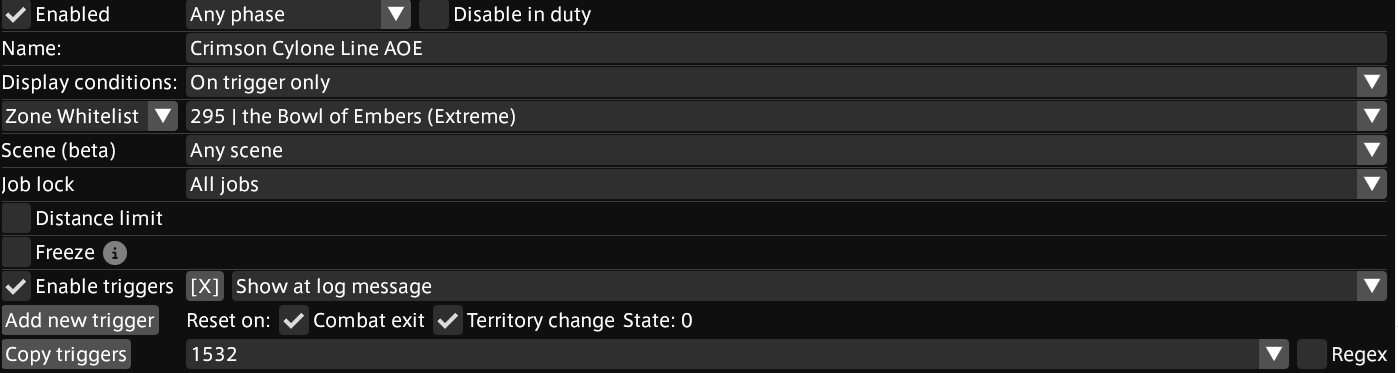 Enabled Any phase Disable in duty
Name: Crimson Cylone Line AOE
Display conditions: On trigger only
Zone Whitelist 295 | the Bowl of Embers (Extreme)
Scene (beta) Any scene
Job lock All jobs
Distance limit
Freeze i
Enable triggers [X] Show at log message
Add new trigger Reset on: Combat exit Territory change State: 0
Copy triggers 1532 Regex